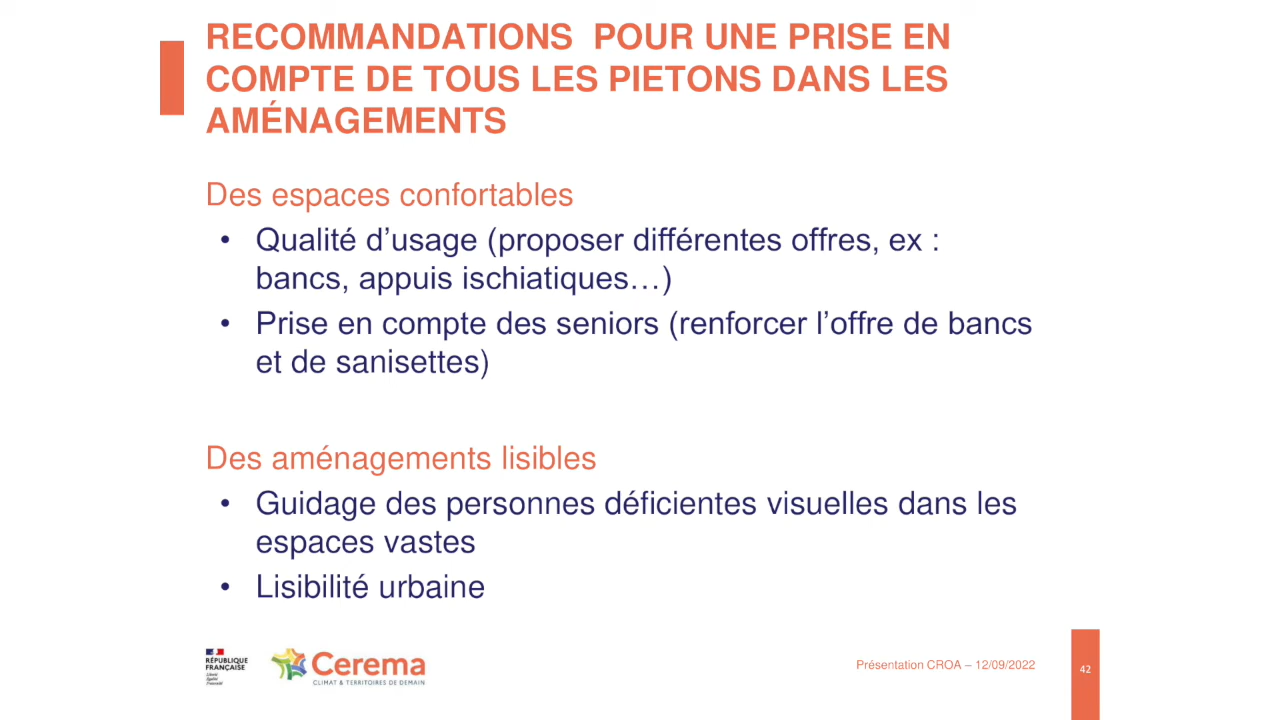 RECOMMANDATIONS  POUR UNE PRISE EN
COMPTE DE TOUS LES PIETONS DANS LES
AMÉNAGEMENTS
Des espaces confortables
• Qualité d’usage (proposer différentes offres, ex :
bancs, appuis ischiatiques…)
• Prise en compte des seniors (renforcer l’offre de bancs
et de sanisettes)
Des aménagements lisibles
• Guidage des personnes déficientes visuelles dans les
espaces vastes
• Lisibilité urbaine
RÉPUBLIQUE
FRANÇAISE
Liberté
Égalité
Fraternité
Cerema
CLIMAT & TERRITOIRES DE DEMAIN
Présentation CROA – 12/09/2022
42